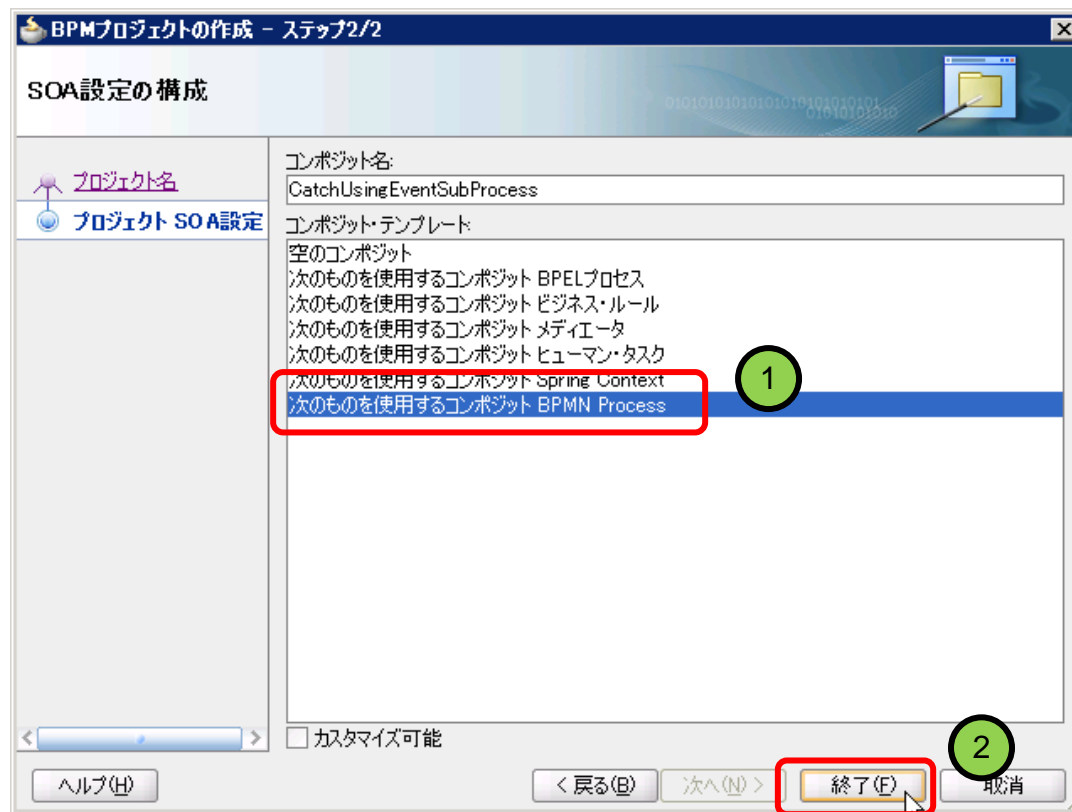 BPMプロジェクトの作成 - ステップ2/2
SOA設定の構成
プロジェクト名
プロジェクト SOA設定
コンポジット名:
CatchUsingEventSubProcess
コンポジット・テンプレート:
空のコンポジット
次のものを使用するコンポジット BPELプロセス
次のものを使用するコンポジット ビジネス・ルール
次のものを使用するコンポジット メディエータ
次のものを使用するコンポジット ヒューマン・タスク
次のものを使用するコンポジット Spring Context
次のものを使用するコンポジット BPMN Process
1
カスタマイズ可能
2
ヘルプ(H)
< 戻る(B)
次へ(N) >
終了(F)
取消